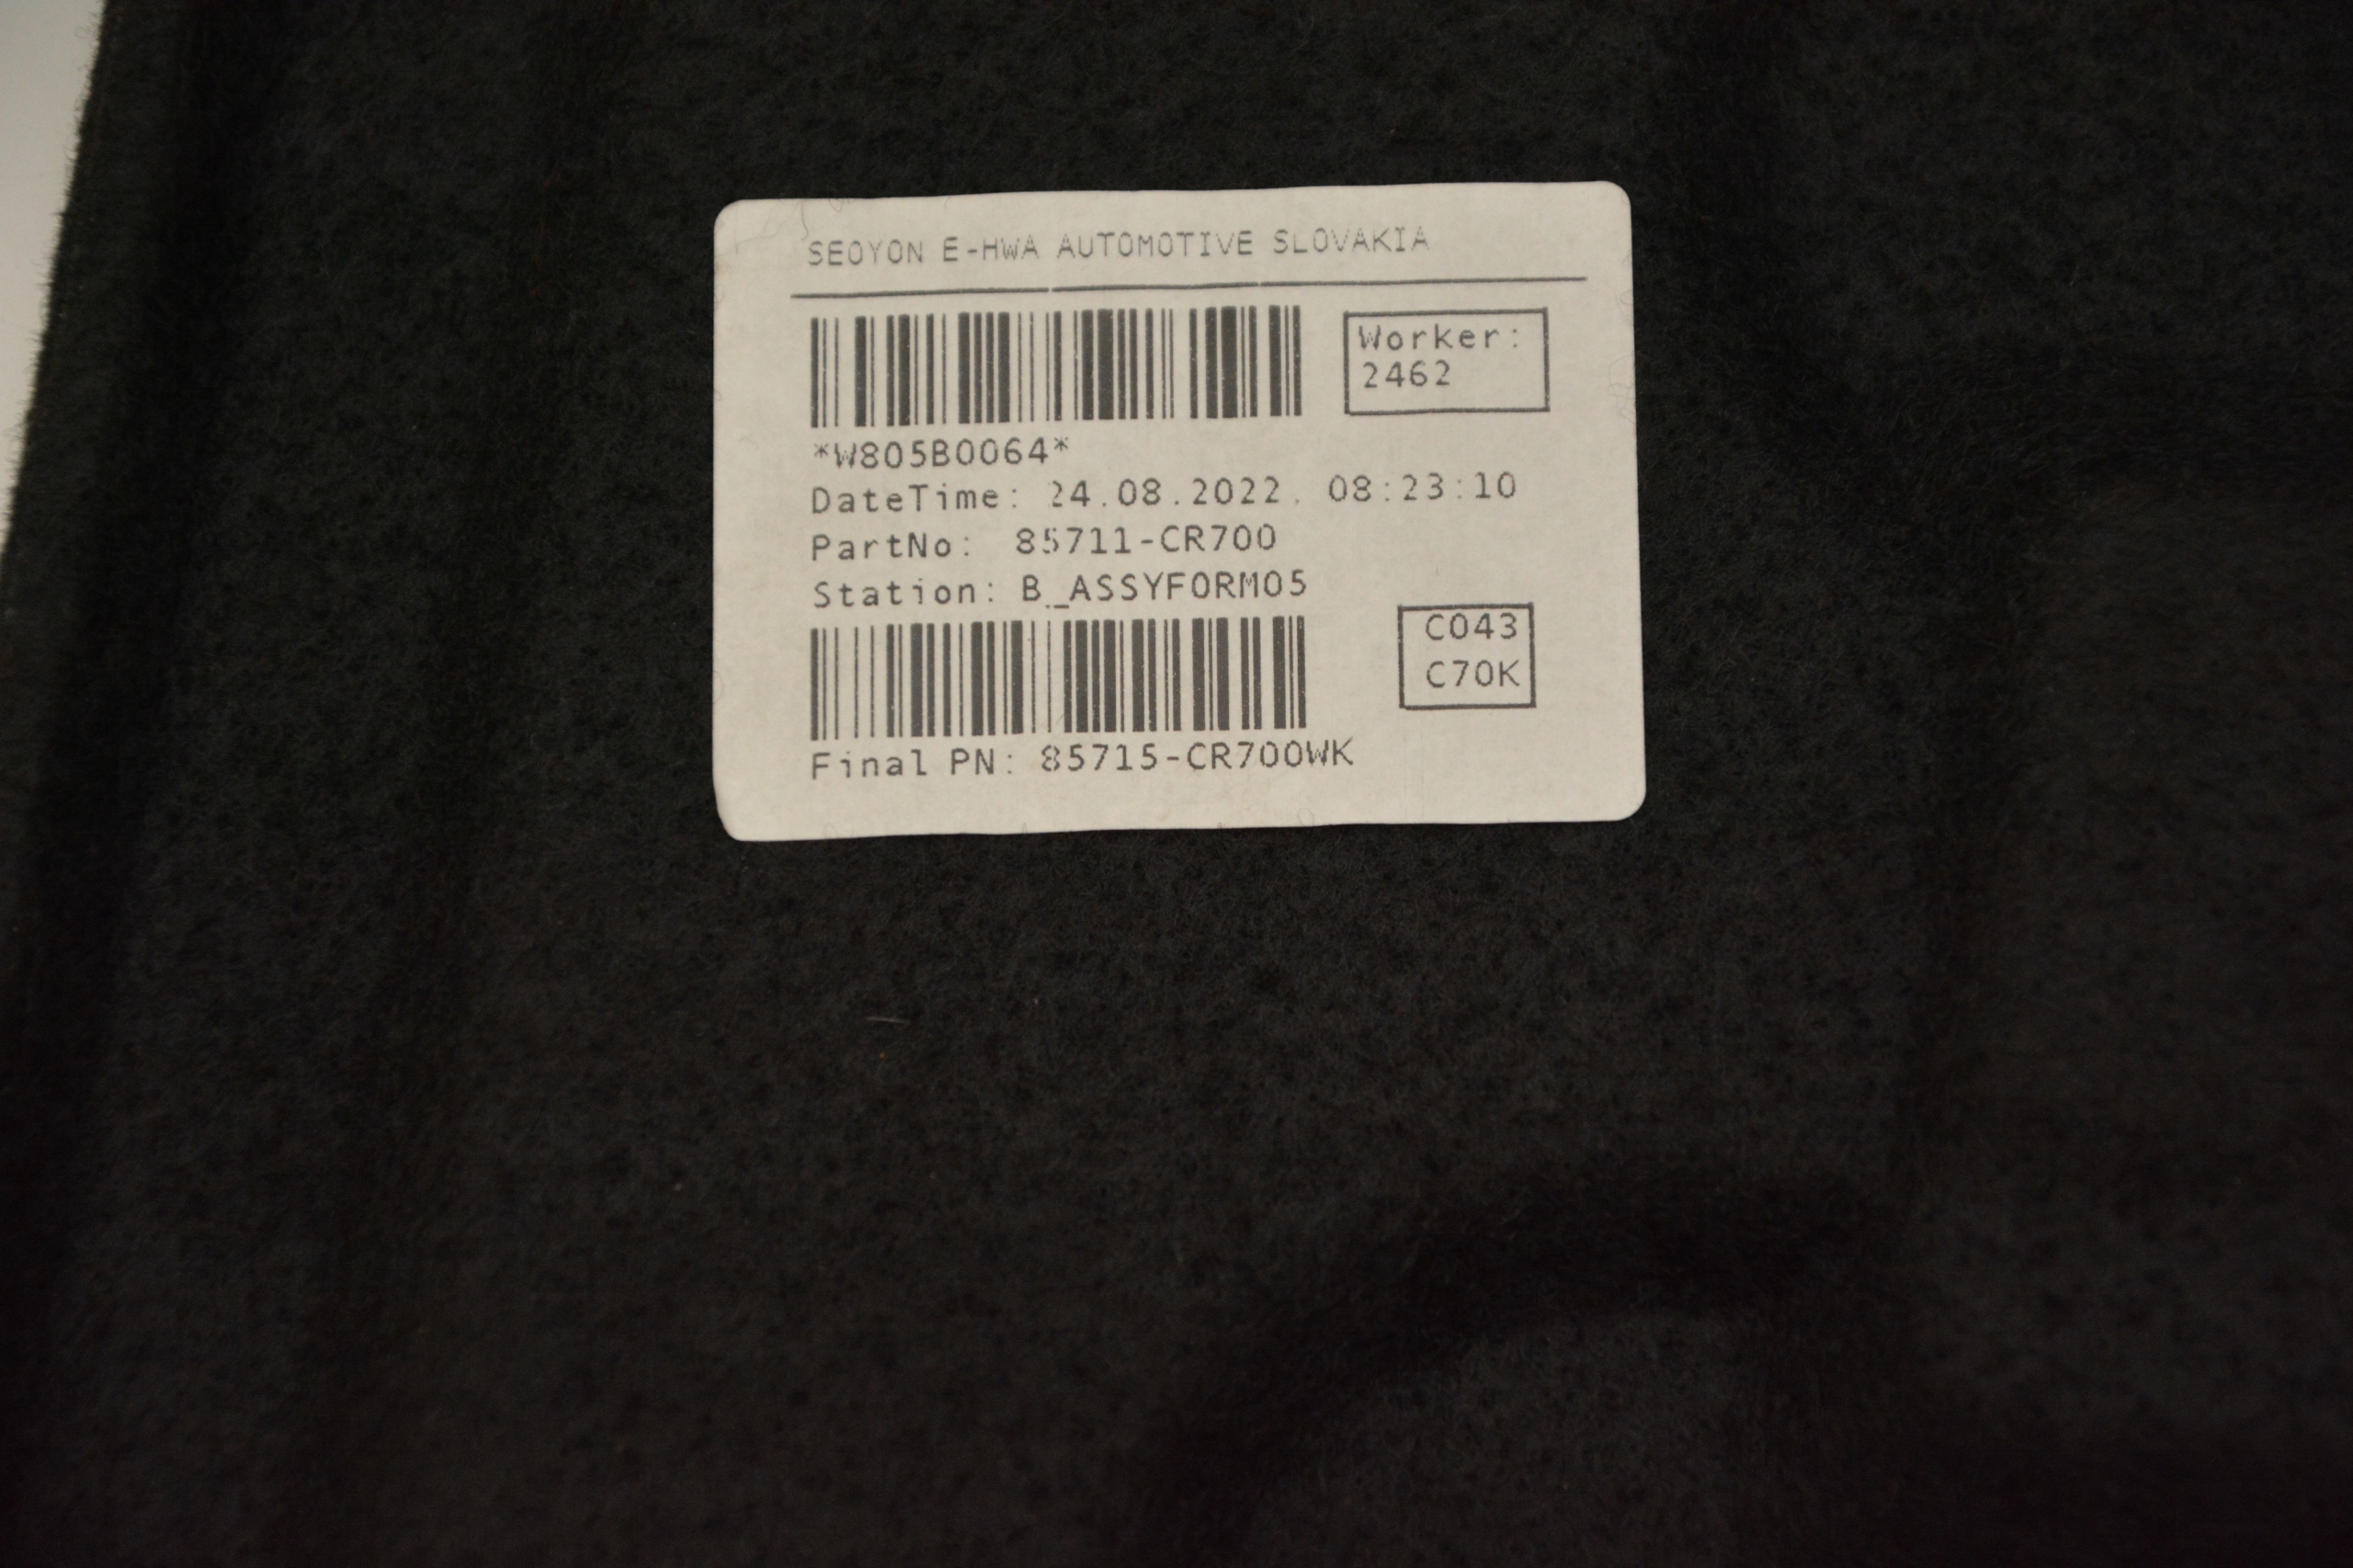 SEOYON E-HWA AUTOMOTIVE SLOVAKIA
Worker:
2462
*W805B0064*
DateTime: 24.08.2022. 08:23:10
PartNo: 85711-CR700
Station: B_ASSYFORM05
C043
C70K
Final PN: 85715-CR700WK